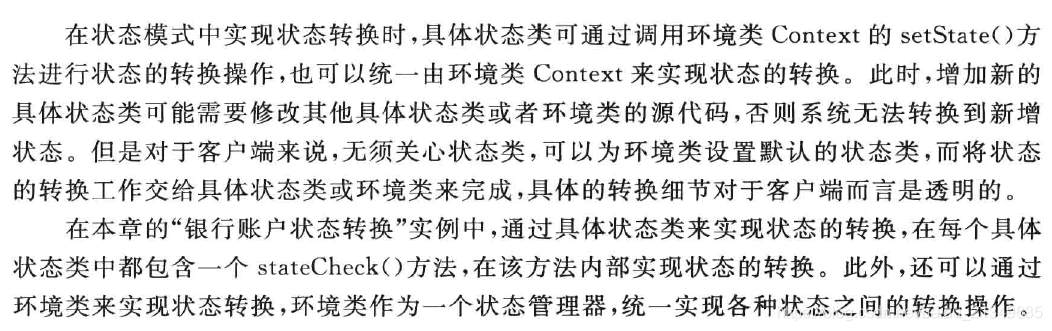 在状态模式中实现状态转换时,具体状态类可通过调用环境类 Context 的 setState()方
法进行状态的转换操作,也可以统一由环境类 Context 来实现状态的转换。此时,增加新的
具体状态类可能需要修改其他具体状态类或者环境类的源代码,否则系统无法转换到新增
状态。但是对于客户端来说,无须关心状态类,可以为环境类设置默认的状态类,而将状态
的转换工作交给具体状态类或环境类来完成,具体的转换细节对于客户端而言是透明的。
在本章的“银行账户状态转换”实例中,通过具体状态类来实现状态的转换,在每个具体
状态类中都包含一个 stateCheck()方法,在该方法内部实现状态的转换。此外,还可以通过
环境类来实现状态转换,环境类作为一个状态管理器,统一实现各种状态之间的转换操作。